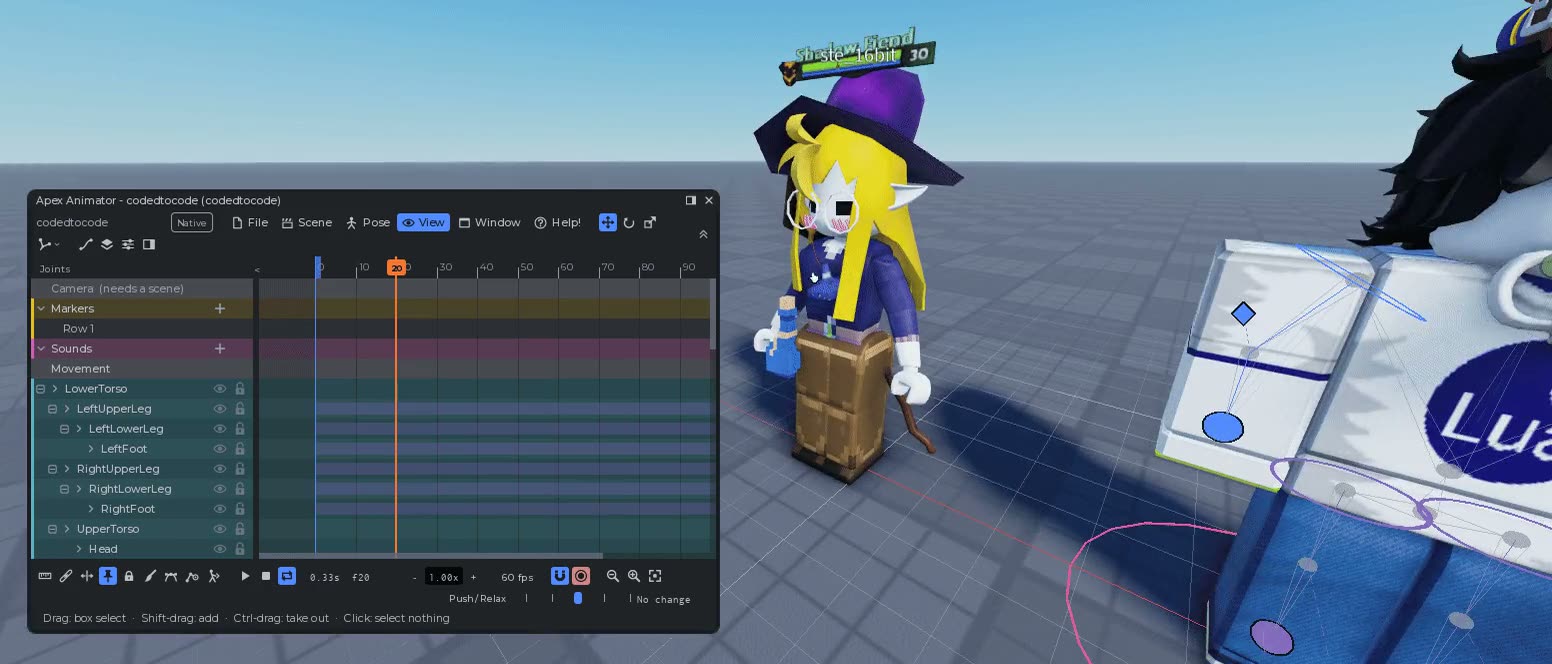 Shadow Fiend
ste_16bit 30
Apex Animator - codedtocode (codedtocode)
codedtocode Native File Scene Pose View Window Help!
Joints < 0 10 20 30 40 50 60 70 80 90
Camera (needs a scene)
Markers +
Row 1
Sounds +
Movement
LowerTorso
LeftUpperLeg
LeftLowerLeg
LeftFoot
RightUpperLeg
RightLowerLeg
RightFoot
UpperTorso
Head
0.33s f20 - 1.00x + 60 fps
Push/Relax No change
Drag: box select · Shift-drag: add · Ctrl-drag: take out · Click: select nothing
Lua